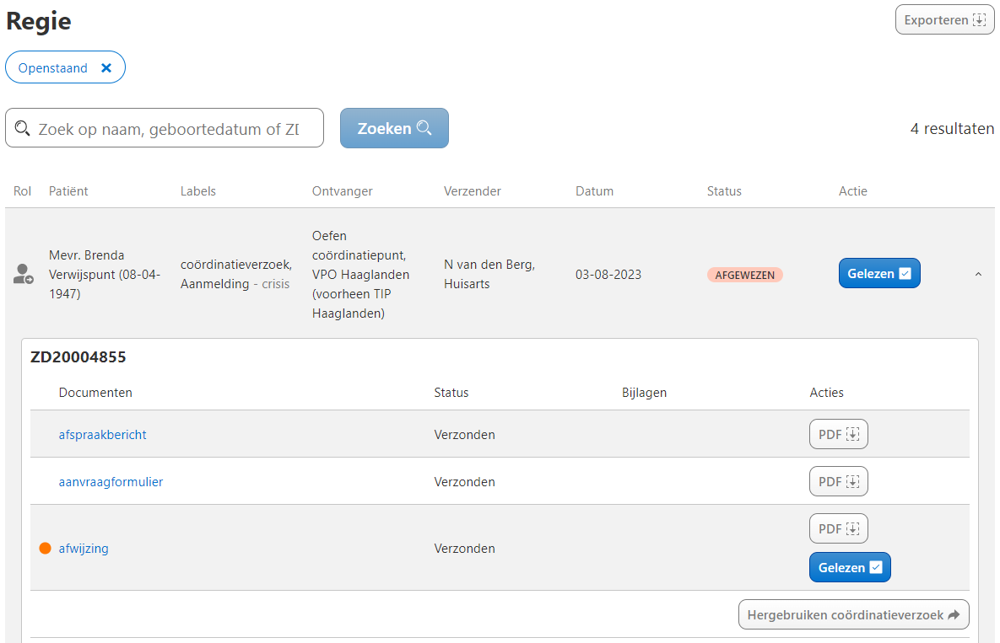 Regie
Exporteren
Openstaand
Zoek op naam, geboortedatum of ZI
Zoeken
4 resultaten
Rol Patiënt Labels Ontvanger Verzender Datum Status Actie
Mevr. Brenda
Verwijspunt (08-04-
1947)
coördinatieverzoek,
Aanmelding - crisis
Oefen
coördinatiepunt,
VPO Haaglanden
(voorheen TIP
Haaglanden)
N van den Berg,
Huisarts
03-08-2023
AFGEWEZEN
Gelezen
ZD20004855
Documenten Status Bijlagen Acties
afspraakbericht Verzonden PDF
aanvraagformulier Verzonden PDF
afwijzing Verzonden PDF
Gelezen
Hergebruiken coördinatieverzoek